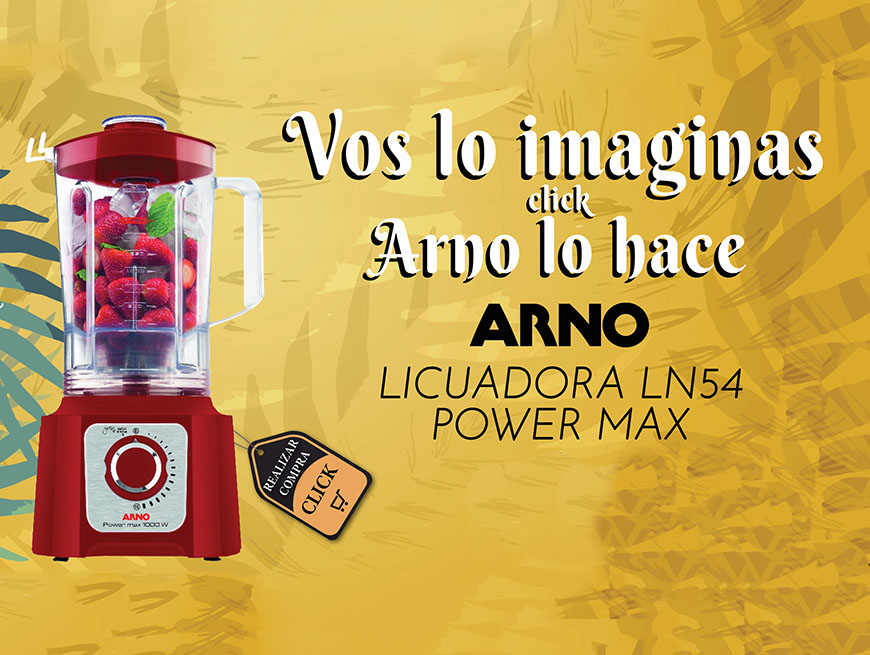 Vos lo imaginas
click
Arno lo hace
ARNO
LICUADORA LN54
POWER MAX
REALIZAR
COMPRA
CLICK
ARNO
Power max 1000 W